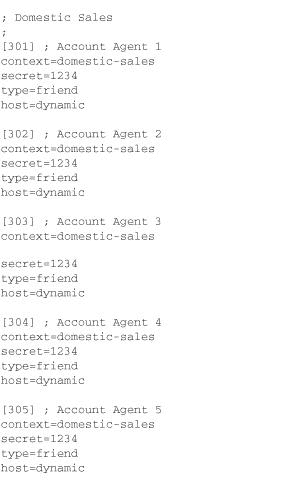 ; Domestic Sales
;
[301] ; Account Agent 1
context=domestic-sales
secret=1234
type=friend
host=dynamic
[302] ; Account Agent 2
context=domestic-sales
secret=1234
type=friend
host=dynamic
[303] ; Account Agent 3
context=domestic-sales
secret=1234
type=friend
host=dynamic
[304] ; Account Agent 4
context=domestic-sales
secret=1234
type=friend
host=dynamic
[305] ; Account Agent 5
context=domestic-sales
secret=1234
type=friend
host=dynamic